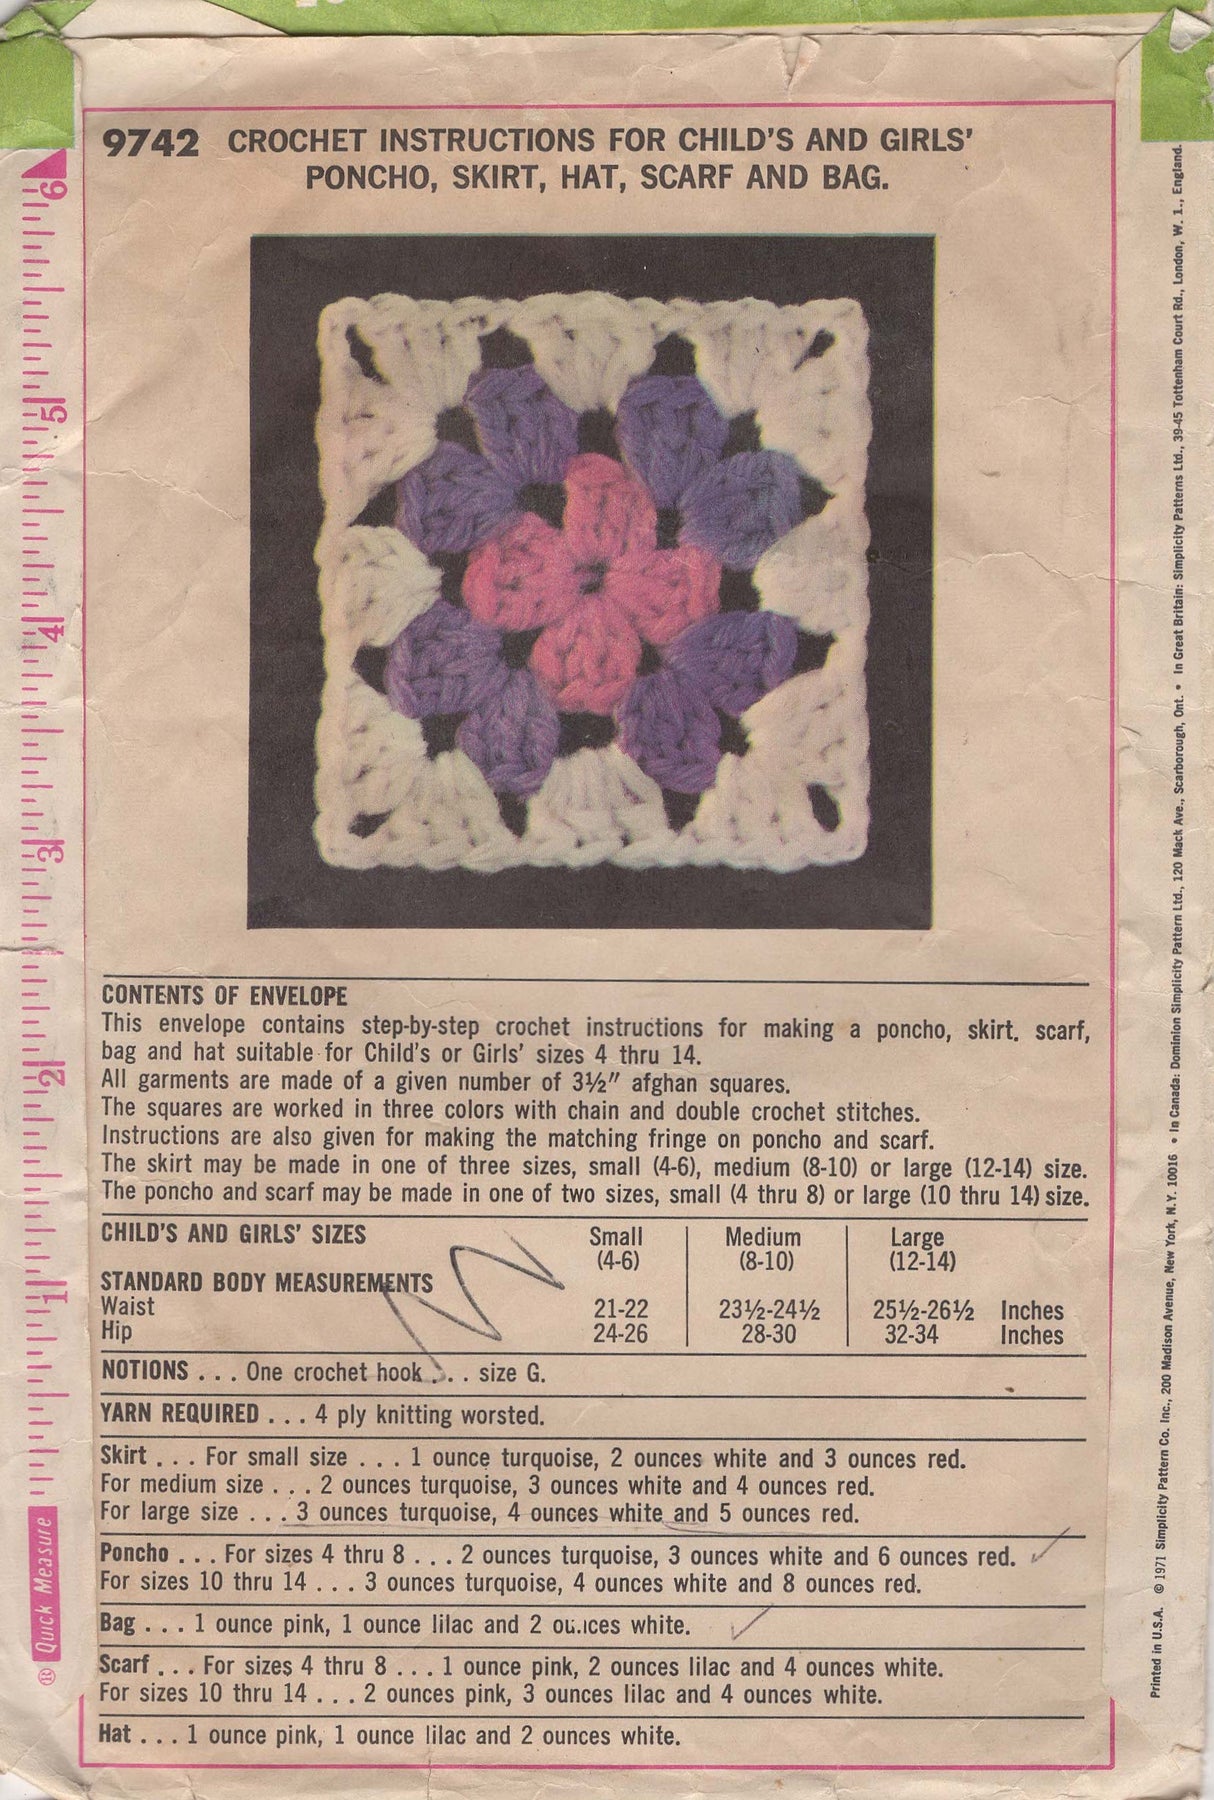 9742 CROCHET INSTRUCTIONS FOR CHILD'S AND GIRLS'
PONCHO, SKIRT, HAT, SCARF AND BAG.
CONTENTS OF ENVELOPE
This envelope contains step-by-step crochet instructions for making a poncho, skirt. scarf,
bag and hat suitable for Child's or Girls' sizes 4 thru 14.
All garments are made of a given number of 3½" afghan squares.
The squares are worked in three colors with chain and double crochet stitches.
Instructions are also given for making the matching fringe on poncho and scarf.
The skirt may be made in one of three sizes, small (4-6), medium (8-10) or large (12-14) size.
The poncho and scarf may be made in one of two sizes, small (4 thru 8) or large (10 thru 14) size.
CHILD'S AND GIRLS' SIZES Small Medium Large
(4-6) (8-10) (12-14)
STANDARD BODY MEASUREMENTS
Waist 21-22 23½-24½ 25½-26½ Inches
Hip 24-26 28-30 32-34 Inches
NOTIONS . . . One crochet hook . . . size G.
YARN REQUIRED . . . 4 ply knitting worsted.
Skirt . . . For small size . . . 1 ounce turquoise, 2 ounces white and 3 ounces red.
For medium size . . . 2 ounces turquoise, 3 ounces white and 4 ounces red.
For large size . . . 3 ounces turquoise, 4 ounces white and 5 ounces red.
Poncho . . . For sizes 4 thru 8 . . . 2 ounces turquoise, 3 ounces white and 6 ounces red.
For sizes 10 thru 14 . . . 3 ounces turquoise, 4 ounces white and 8 ounces red.
Bag . . . 1 ounce pink, 1 ounce lilac and 2 ounces white.
Scarf . . . For sizes 4 thru 8 . . . 1 ounce pink, 2 ounces lilac and 4 ounces white.
For sizes 10 thru 14 . . . 2 ounces pink, 3 ounces lilac and 4 ounces white.
Hat . . . 1 ounce pink, 1 ounce lilac and 2 ounces white.
® Quick Measure 1 2 3 4 5 6
Printed in U.S.A. © 1971 Simplicity Pattern Co. Inc., 200 Madison Avenue, New York, N.Y. 10016 • In Canada: Dominion Simplicity Pattern Ltd., 120 Mack Ave., Scarborough, Ont. • In Great Britain: Simplicity Patterns Ltd., 39-45 Tottenham Court Rd., London, W. 1., England.